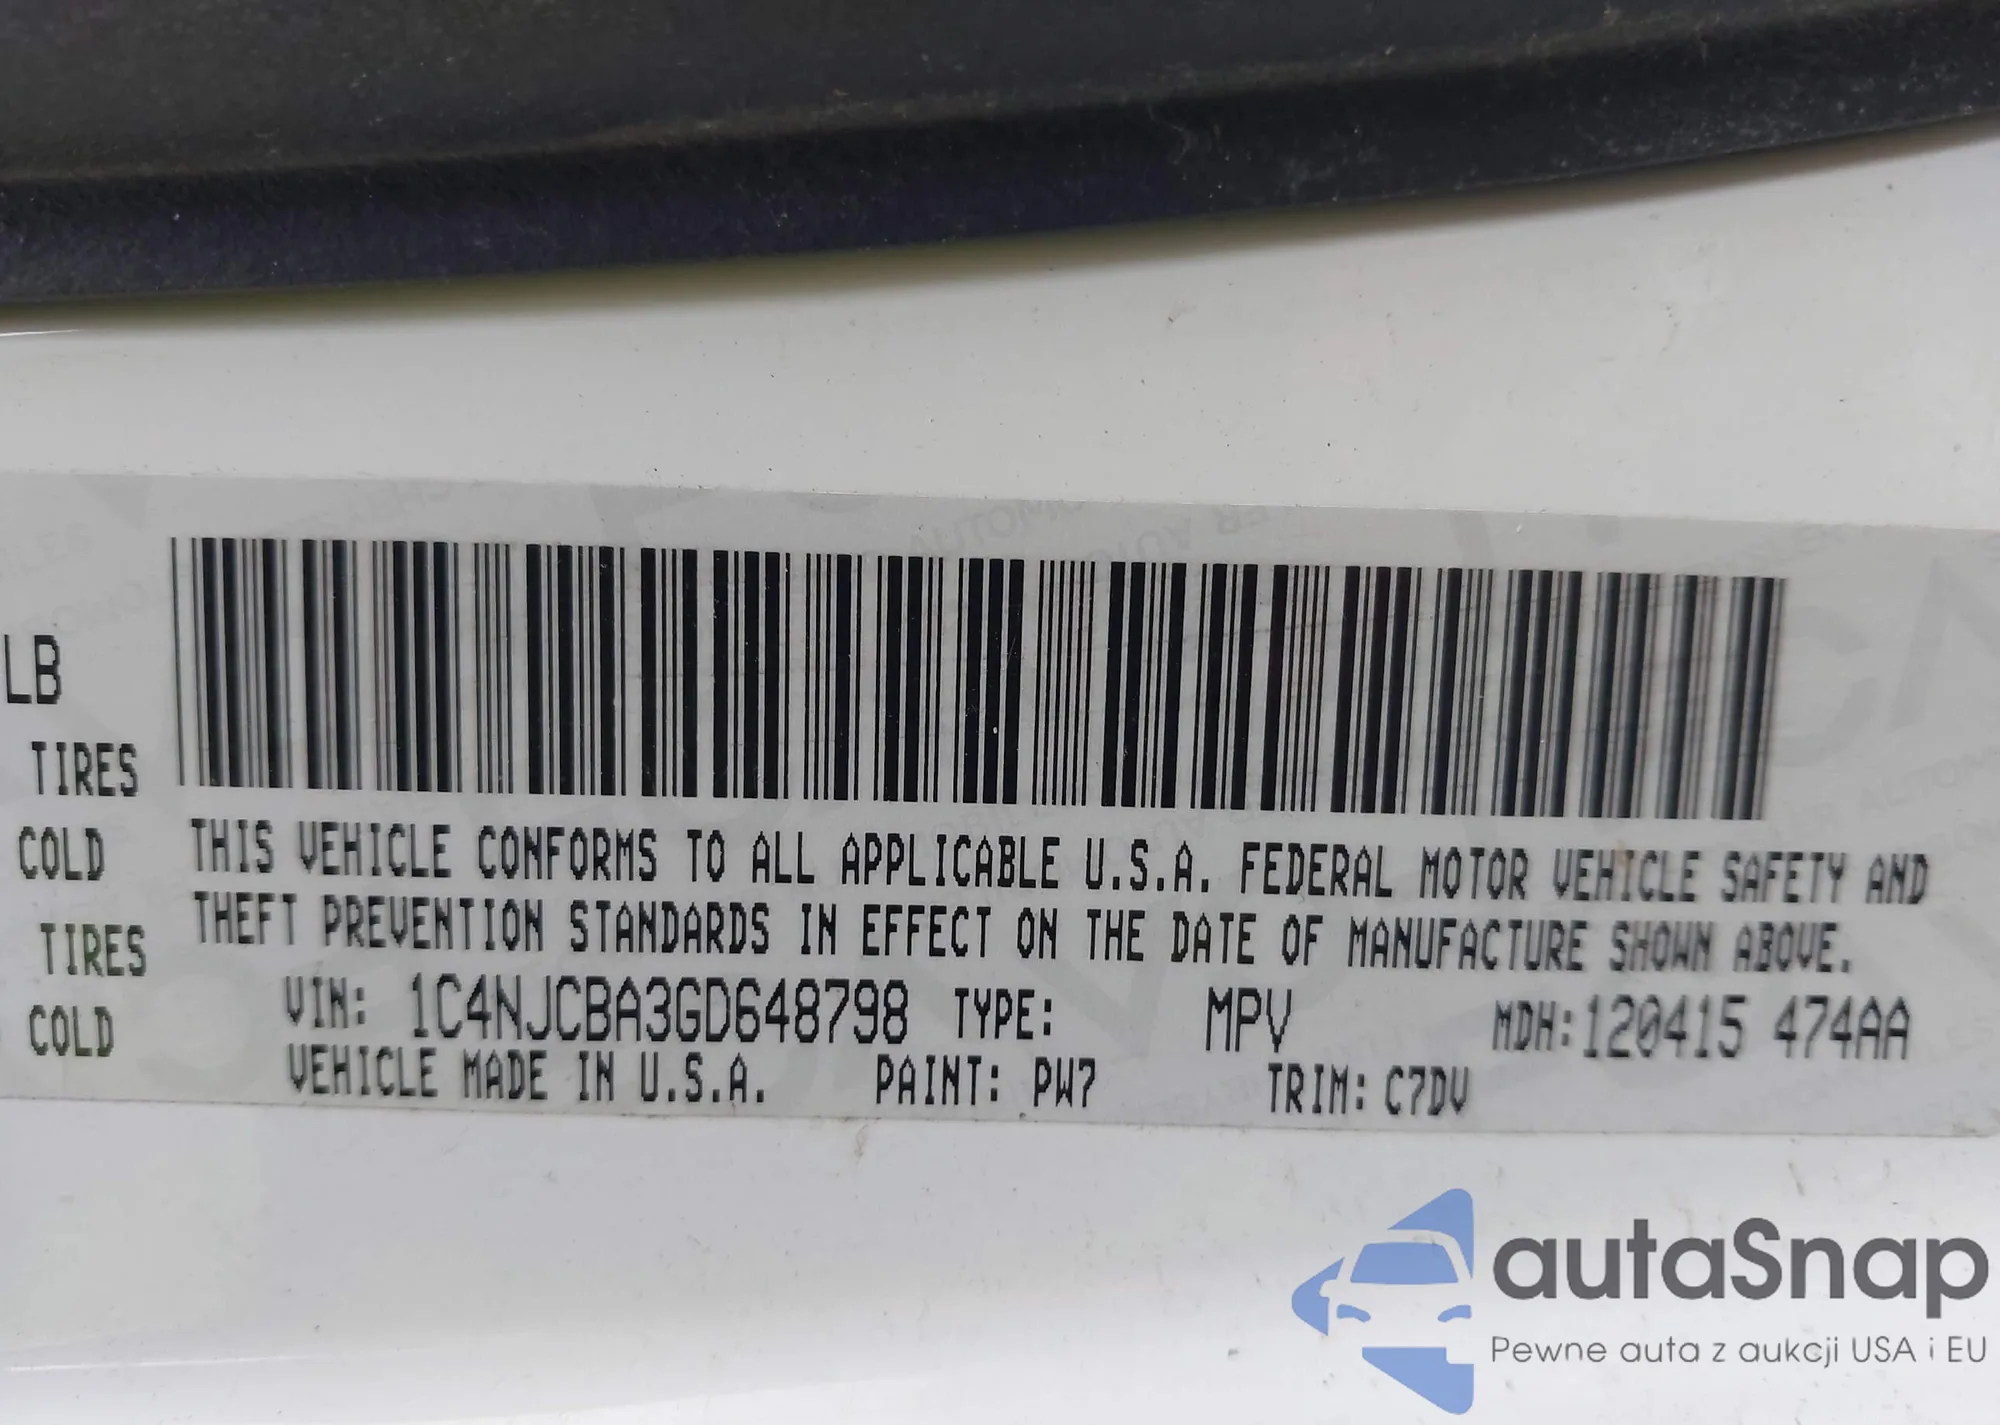 LB
TIRES
COLD
TIRES
COLD
THIS VEHICLE CONFORMS TO ALL APPLICABLE U.S.A. FEDERAL MOTOR VEHICLE SAFETY AND
THEFT PREVENTION STANDARDS IN EFFECT ON THE DATE OF MANUFACTURE SHOWN ABOVE.
VIN: 1C4NJCBA3GD648798 TYPE: MPV MDH:120415 474AA
VEHICLE MADE IN U.S.A. PAINT: PW7 TRIM: C7DV
autaSnap
Pewne auta z aukcji USA i EU